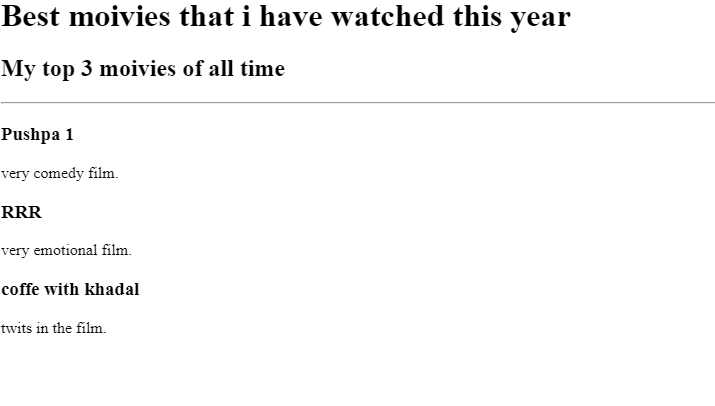 Best moivies that i have watched this year
My top 3 moivies of all time
Pushpa 1
very comedy film.
RRR
very emotional film.
coffe with khadal
twits in the film.